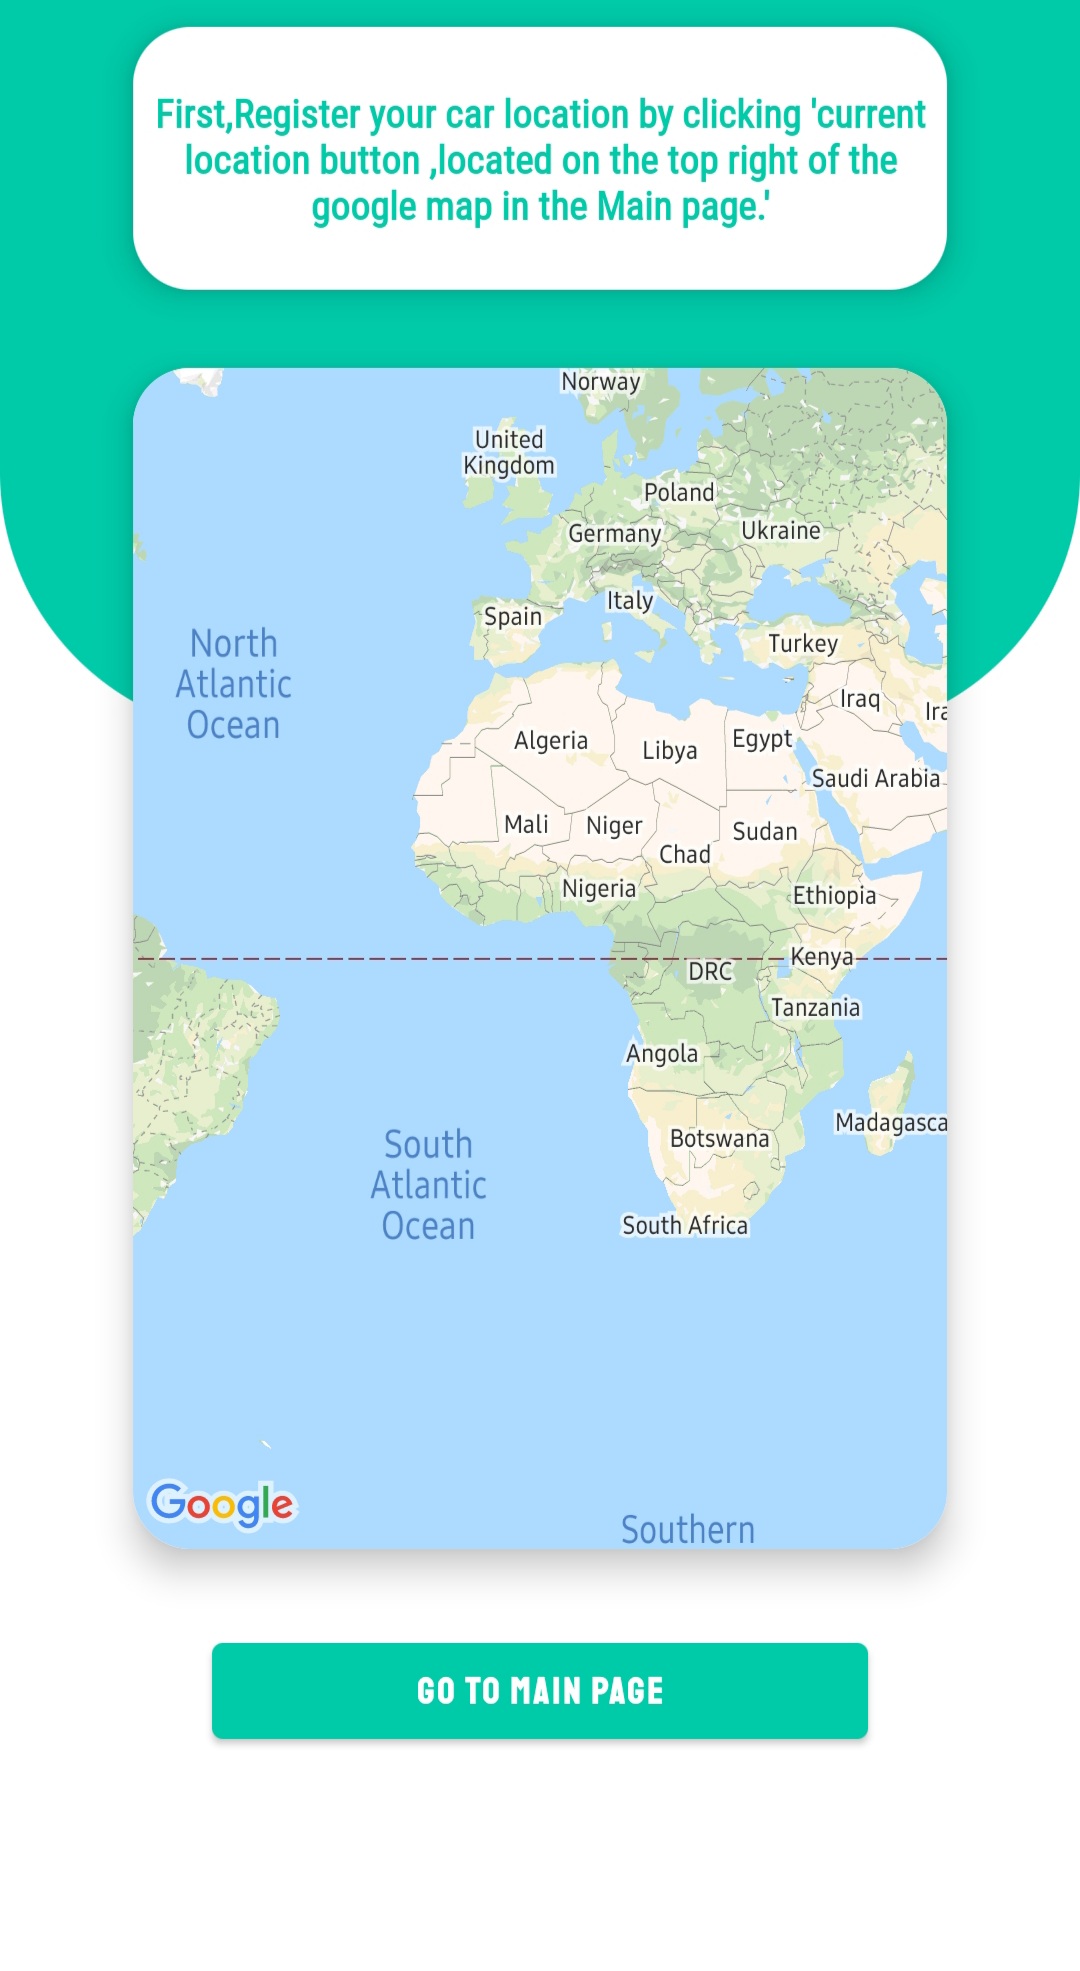 First,Register your car location by clicking 'current
location button ,located on the top right of the
google map in the Main page.'
Norway
United
Kingdom
Poland
Germany
Ukraine
Italy
Spain
Turkey
North
Atlantic
Ocean
Iraq
Ira
Algeria
Libya
Egypt
Saudi Arabia
Mali
Niger
Sudan
Chad
Nigeria
Ethiopia
Kenya
DRC
Tanzania
Angola
Madagasca
Botswana
South
Atlantic
Ocean
South Africa
Google
Southern
GO TO MAIN PAGE